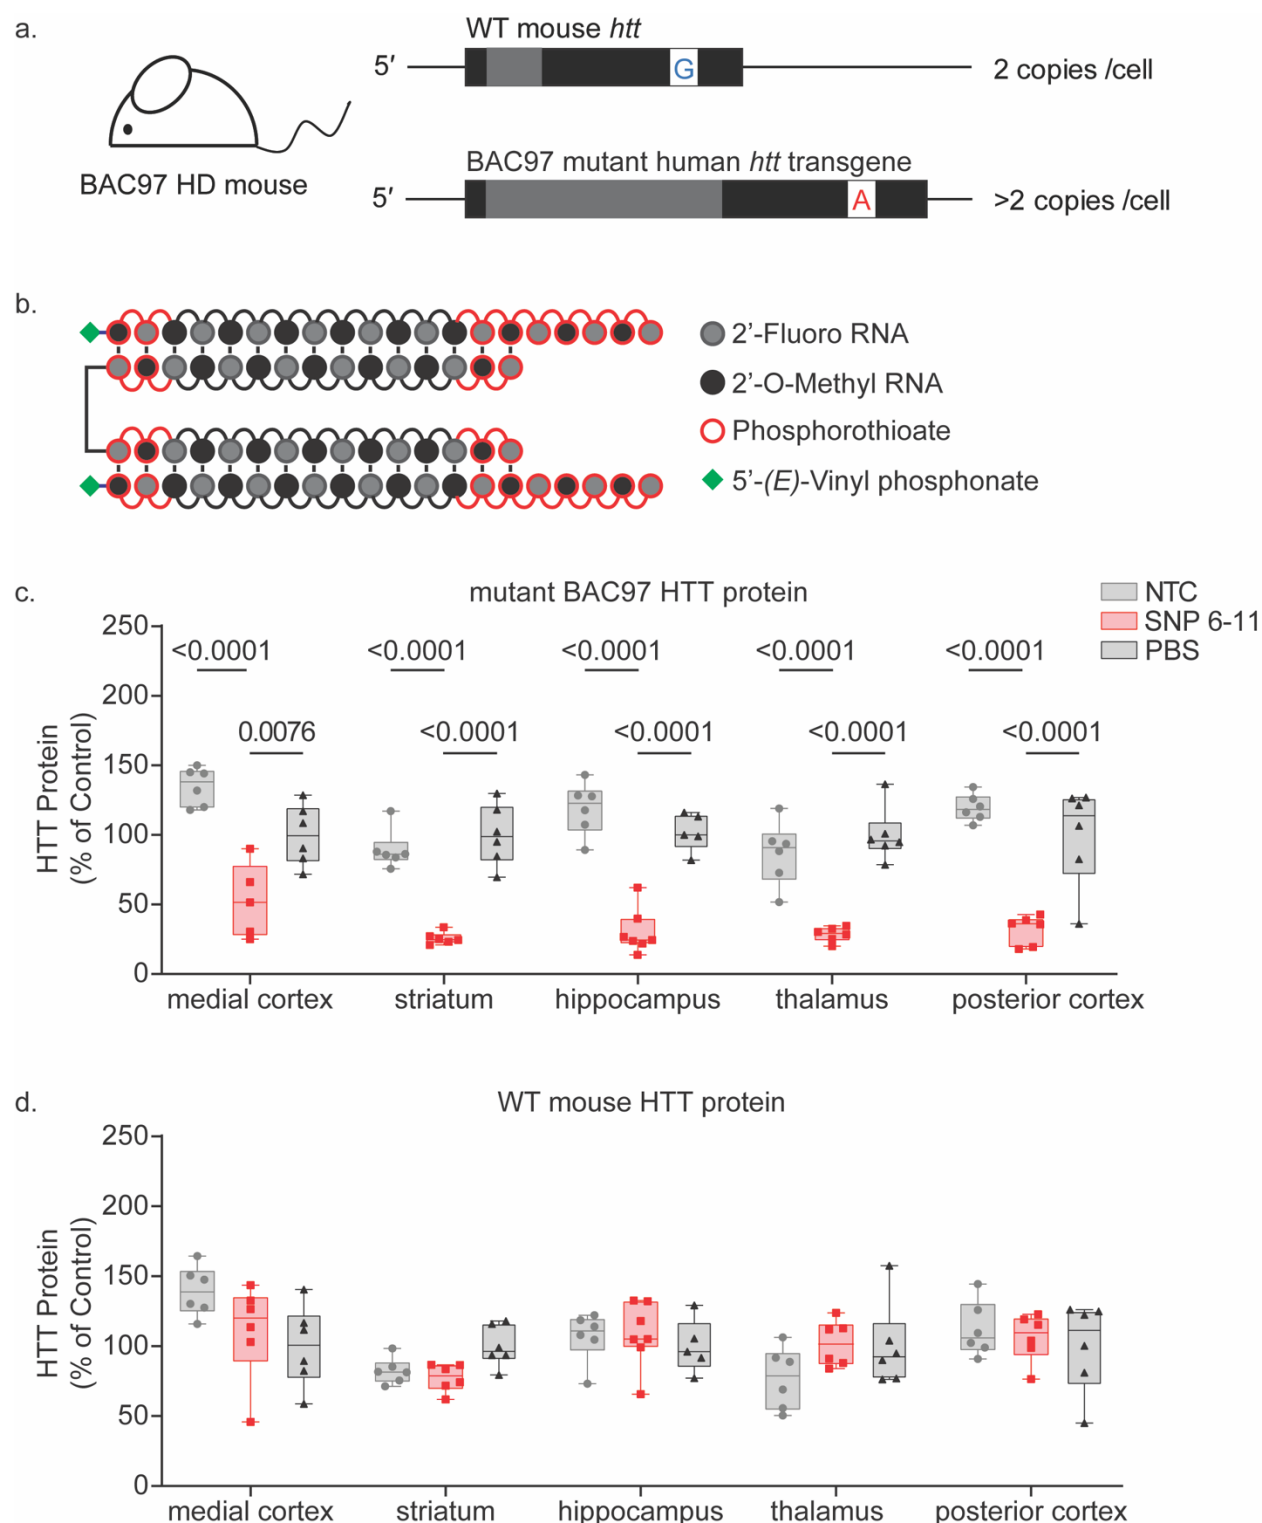 a.
WT mouse htt
5′
G
2 copies /cell
BAC97 HD mouse
BAC97 mutant human htt transgene
5′
A
>2 copies /cell
b.
2’-Fluoro RNA
2’-O-Methyl RNA
Phosphorothioate
5’-(E)-Vinyl phosphonate
c.
mutant BAC97 HTT protein
NTC
SNP 6-11
PBS
HTT Protein
(% of Control)
250
200
150
100
50
0
<0.0001 <0.0001 <0.0001 <0.0001 <0.0001
0.0076 <0.0001 <0.0001 <0.0001 <0.0001
medial cortex striatum hippocampus thalamus posterior cortex
d.
WT mouse HTT protein
HTT Protein
(% of Control)
250
200
150
100
50
0
medial cortex striatum hippocampus thalamus posterior cortex